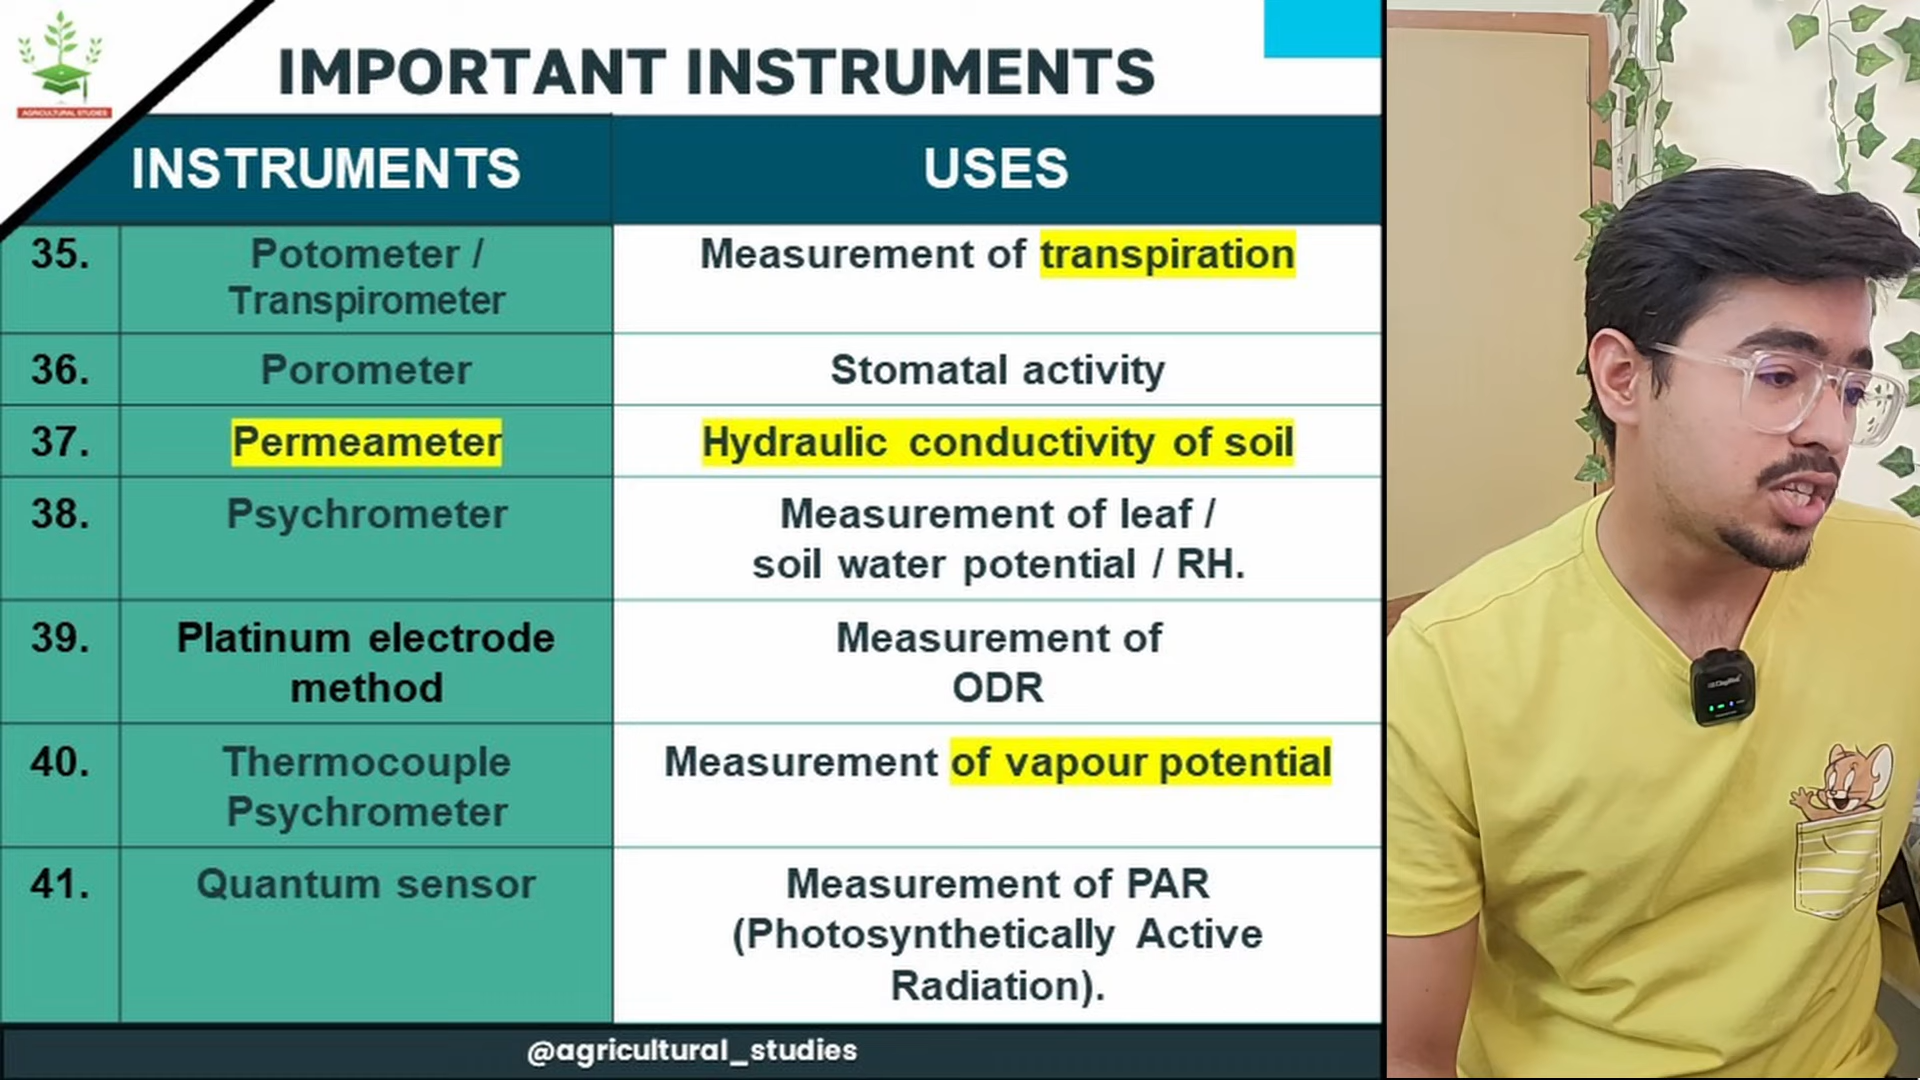 AGRICULTURAL STUDIES
IMPORTANT INSTRUMENTS
INSTRUMENTS USES
35. Potometer / Measurement of transpiration
Transpirometer
36. Porometer Stomatal activity
37. Permeameter Hydraulic conductivity of soil
38. Psychrometer Measurement of leaf /
soil water potential / RH.
39. Platinum electrode Measurement of
method ODR
40. Thermocouple Measurement of vapour potential
Psychrometer
41. Quantum sensor Measurement of PAR
(Photosynthetically Active
Radiation).
@agricultural_studies